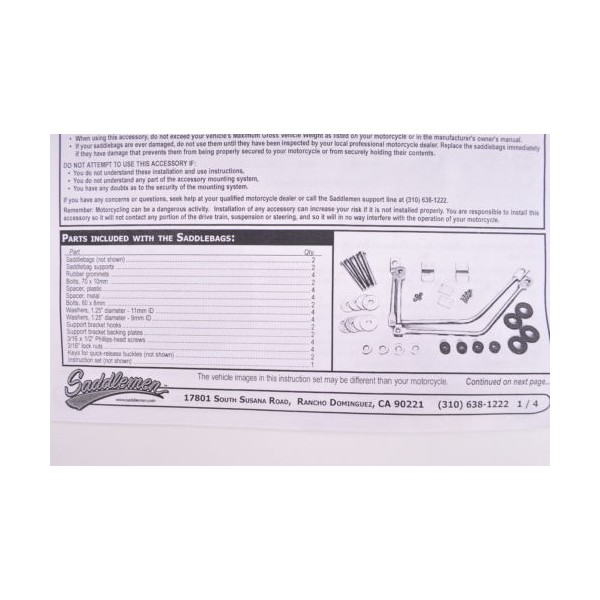 • When using this accessory, do not exceed your vehicle's Maximum Gross Vehicle Weight as listed on your motorcycle or in the manufacturer's owner's manual.
• If your saddlebags are ever damaged, do not use them until they have been inspected by your local professional motorcycle dealer. Replace the saddlebags immediately
if they have damage that prevents them from being properly secured to your motorcycle or from securely holding their contents.
DO NOT ATTEMPT TO USE THIS ACCESSORY IF:
• You do not understand these installation and use instructions,
• You do not understand any part of the accessory mounting system,
• You have any doubts as to the security of the mounting system.
If you have any concerns or questions, seek help at your qualified motorcycle dealer or call the Saddlemen support line at (310) 638-1222.
Remember: Motorcycling can be a dangerous activity. Installation of any accessory can increase your risk if it is not installed properly. You are responsible to install this
accessory so it will not contact any portion of the drive train, suspension or steering, and so it will in no way interfere with the operation of your motorcycle.
PARTS INCLUDED WITH THE SADDLEBAGS:
Part Qty.
Saddlebags (not shown) 2
Saddlebag supports 2
Rubber grommets 4
Bolts, 70 x 10mm 2
Spacer, plastic 4
Spacer, metal 4
Bolts, 60 x 8mm 2
Washers, 1.25" diameter - 11mm ID 4
Washers, 1.25" diameter - 9mm ID 4
Support bracket hooks 2
Support bracket backing plates 2
3/16 x 1/2" Phillips-head screws 4
3/16" lock nuts 4
Keys for quick-release buckles (not shown) 2
Instruction set (not shown) 1
Saddlemen
www.saddlemen.com
The vehicle images in this instruction set may be different than your motorcycle.
Continued on next page...
17801 SOUTH SUSANA ROAD, RANCHO DOMINGUEZ, CA 90221 (310) 638-1222 1 / 4